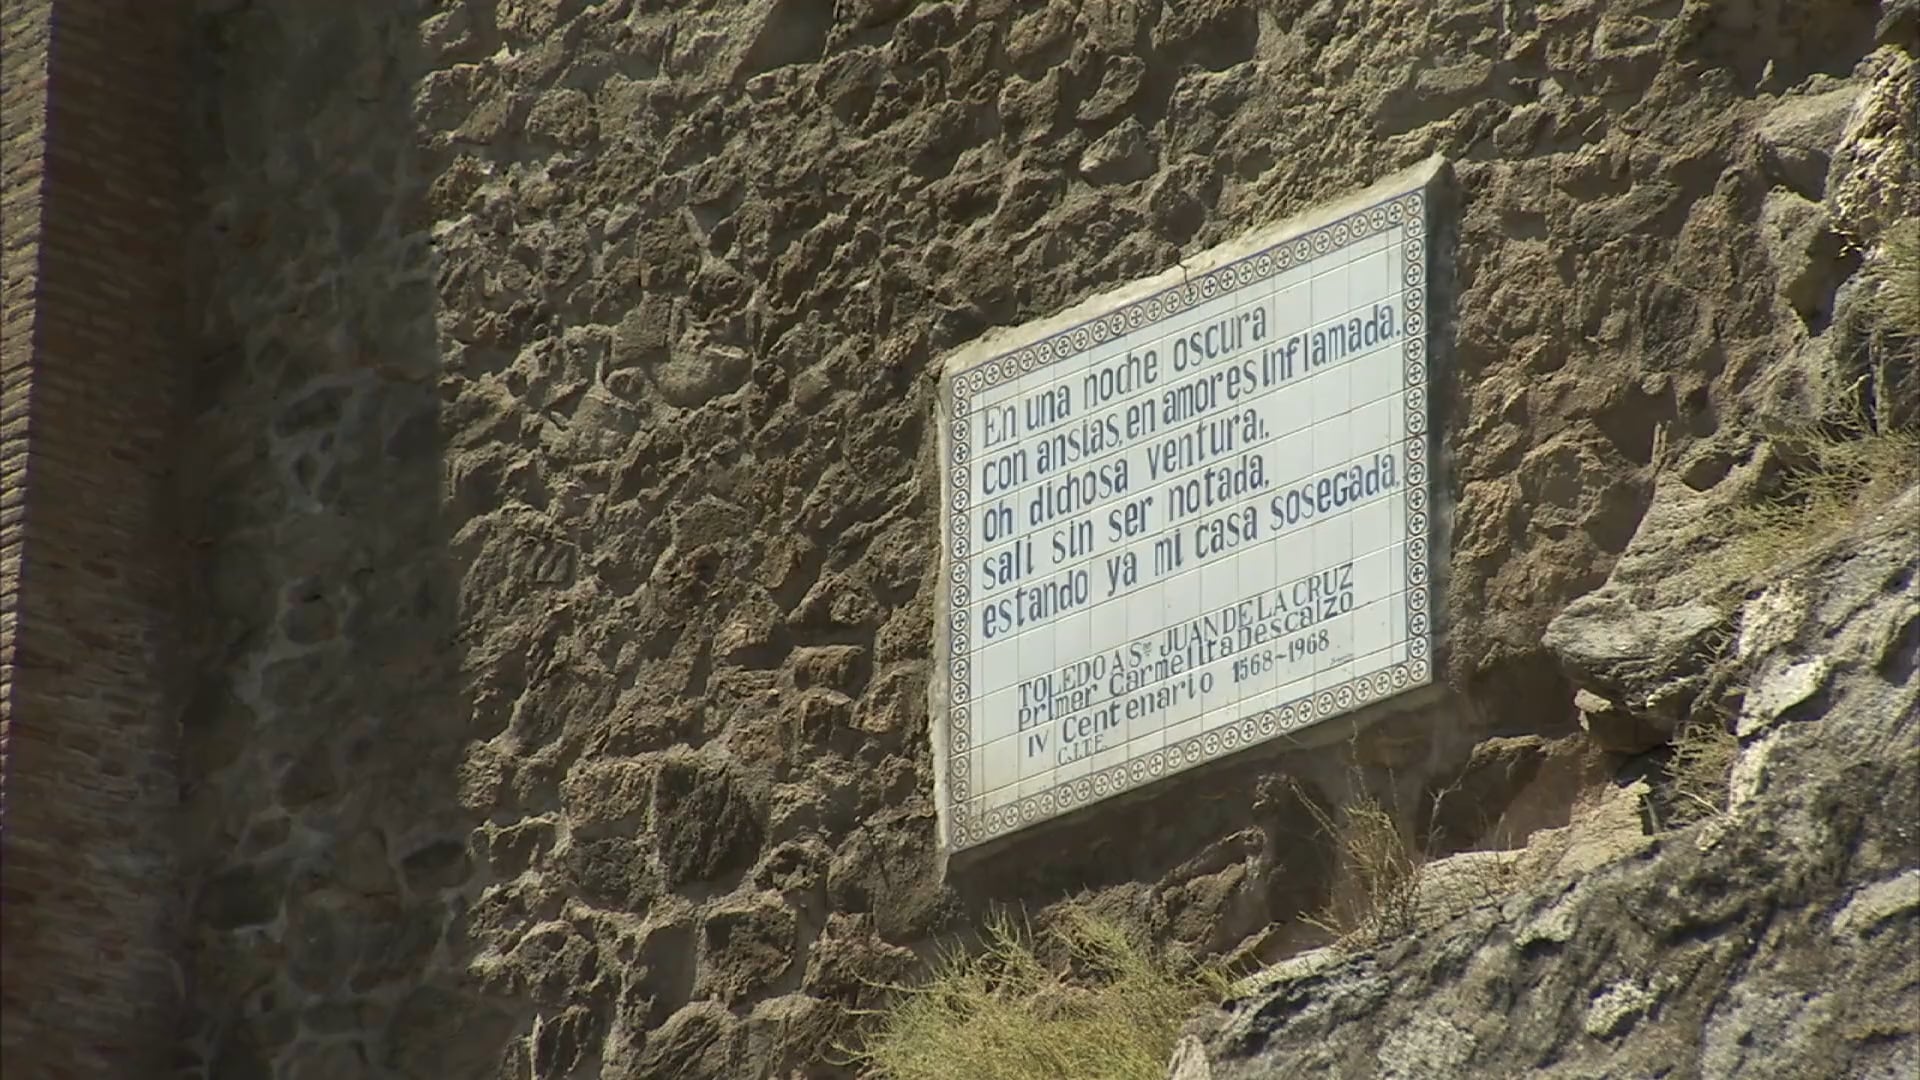 En una noche oscura
con ansias, en amores inflamada.
oh dichosa ventura!.
sali sin ser notada,
estando ya mi casa sosegada.
TOLEDO A Sn. JUAN DE LA CRUZ
Primer Carmelita Descalzo
IV Centenario 1568~1968
C.I.T.E.